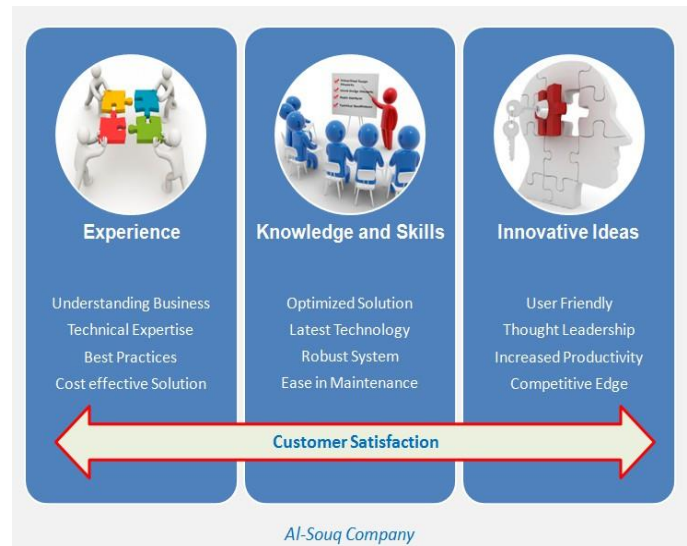 Experience
Understanding Business
Technical Expertise
Best Practices
Cost effective Solution
Knowledge and Skills
Optimized Solution
Latest Technology
Robust System
Ease in Maintenance
Innovative Ideas
User Friendly
Thought Leadership
Increased Productivity
Competitive Edge
Customer Satisfaction
Al-Souq Company